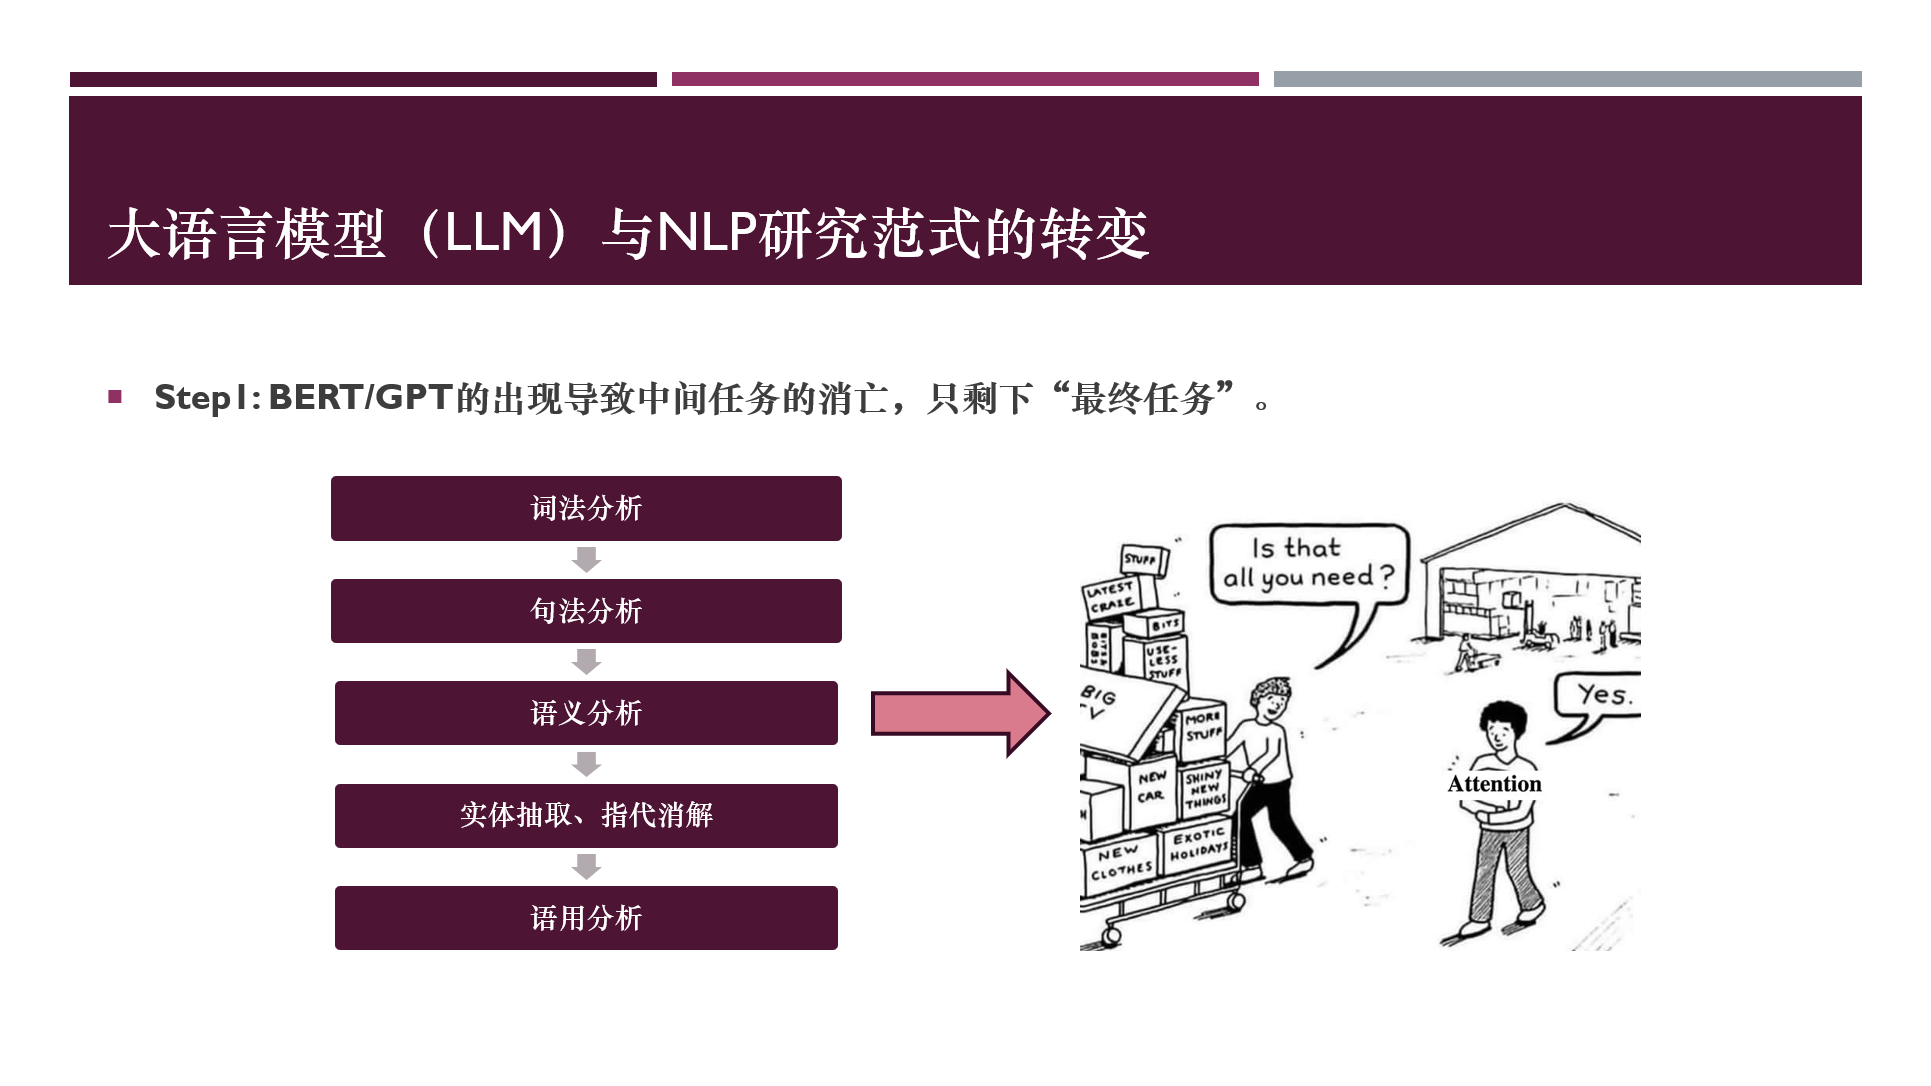 大语言模型（LLM）与NLP研究范式的转变
Step1: BERT/GPT的出现导致中间任务的消亡，只剩下“最终任务”。
词法分析
句法分析
语义分析
实体抽取、指代消解
语用分析
Is that
all you need?
Yes.
Attention
STUFF
LATEST
CRAZE
BITS
BITS &
BOBS
USE-
LESS
STUFF
BIG
TV
MORE
STUFF
NEW
CAR
SHINY
NEW
THINGS
NEW
CLOTHES
EXOTIC
HOLIDAYS